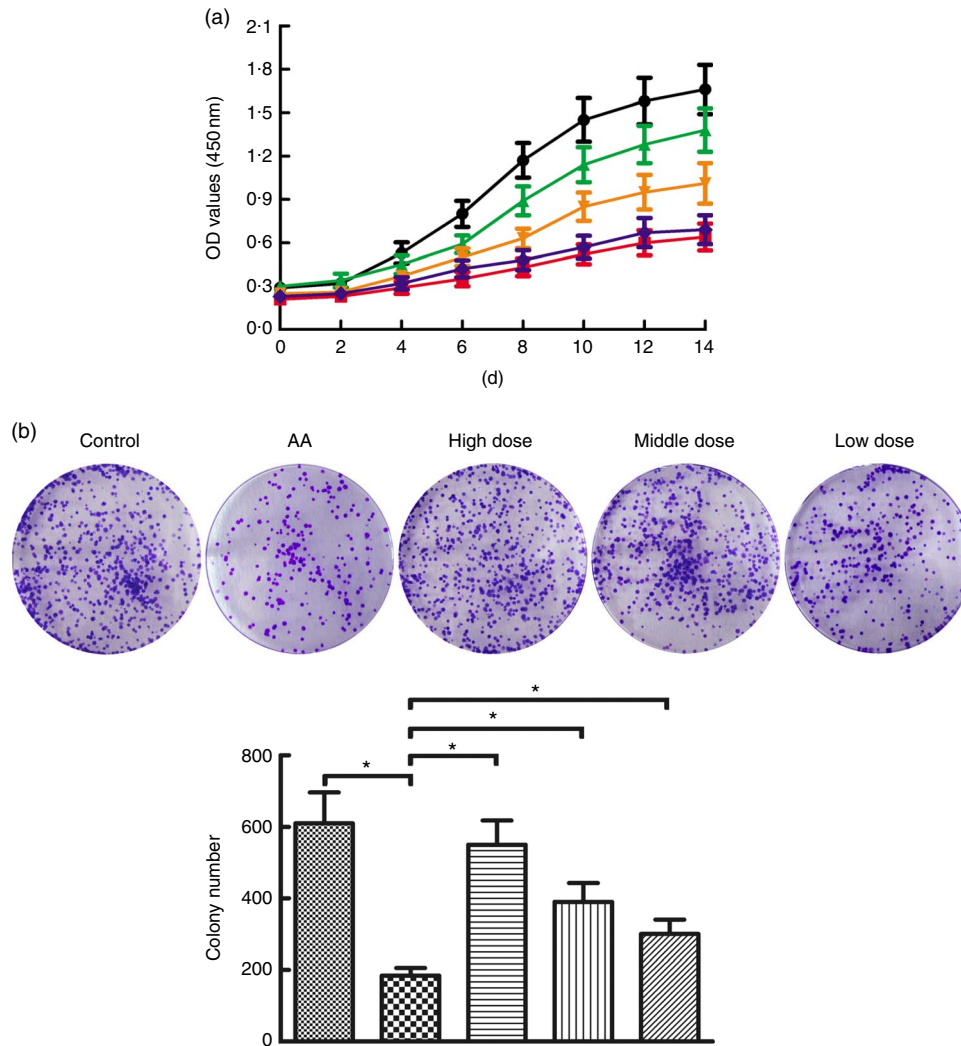 (a)
2·1
1·8
1·5
1·2
0·9
0·6
0·3
0·0
OD values (450 nm)
0 2 4 6 8 10 12 14
(d)
(b)
Control AA High dose Middle dose Low dose
*
*
* *
800
600
400
200
0
Colony number